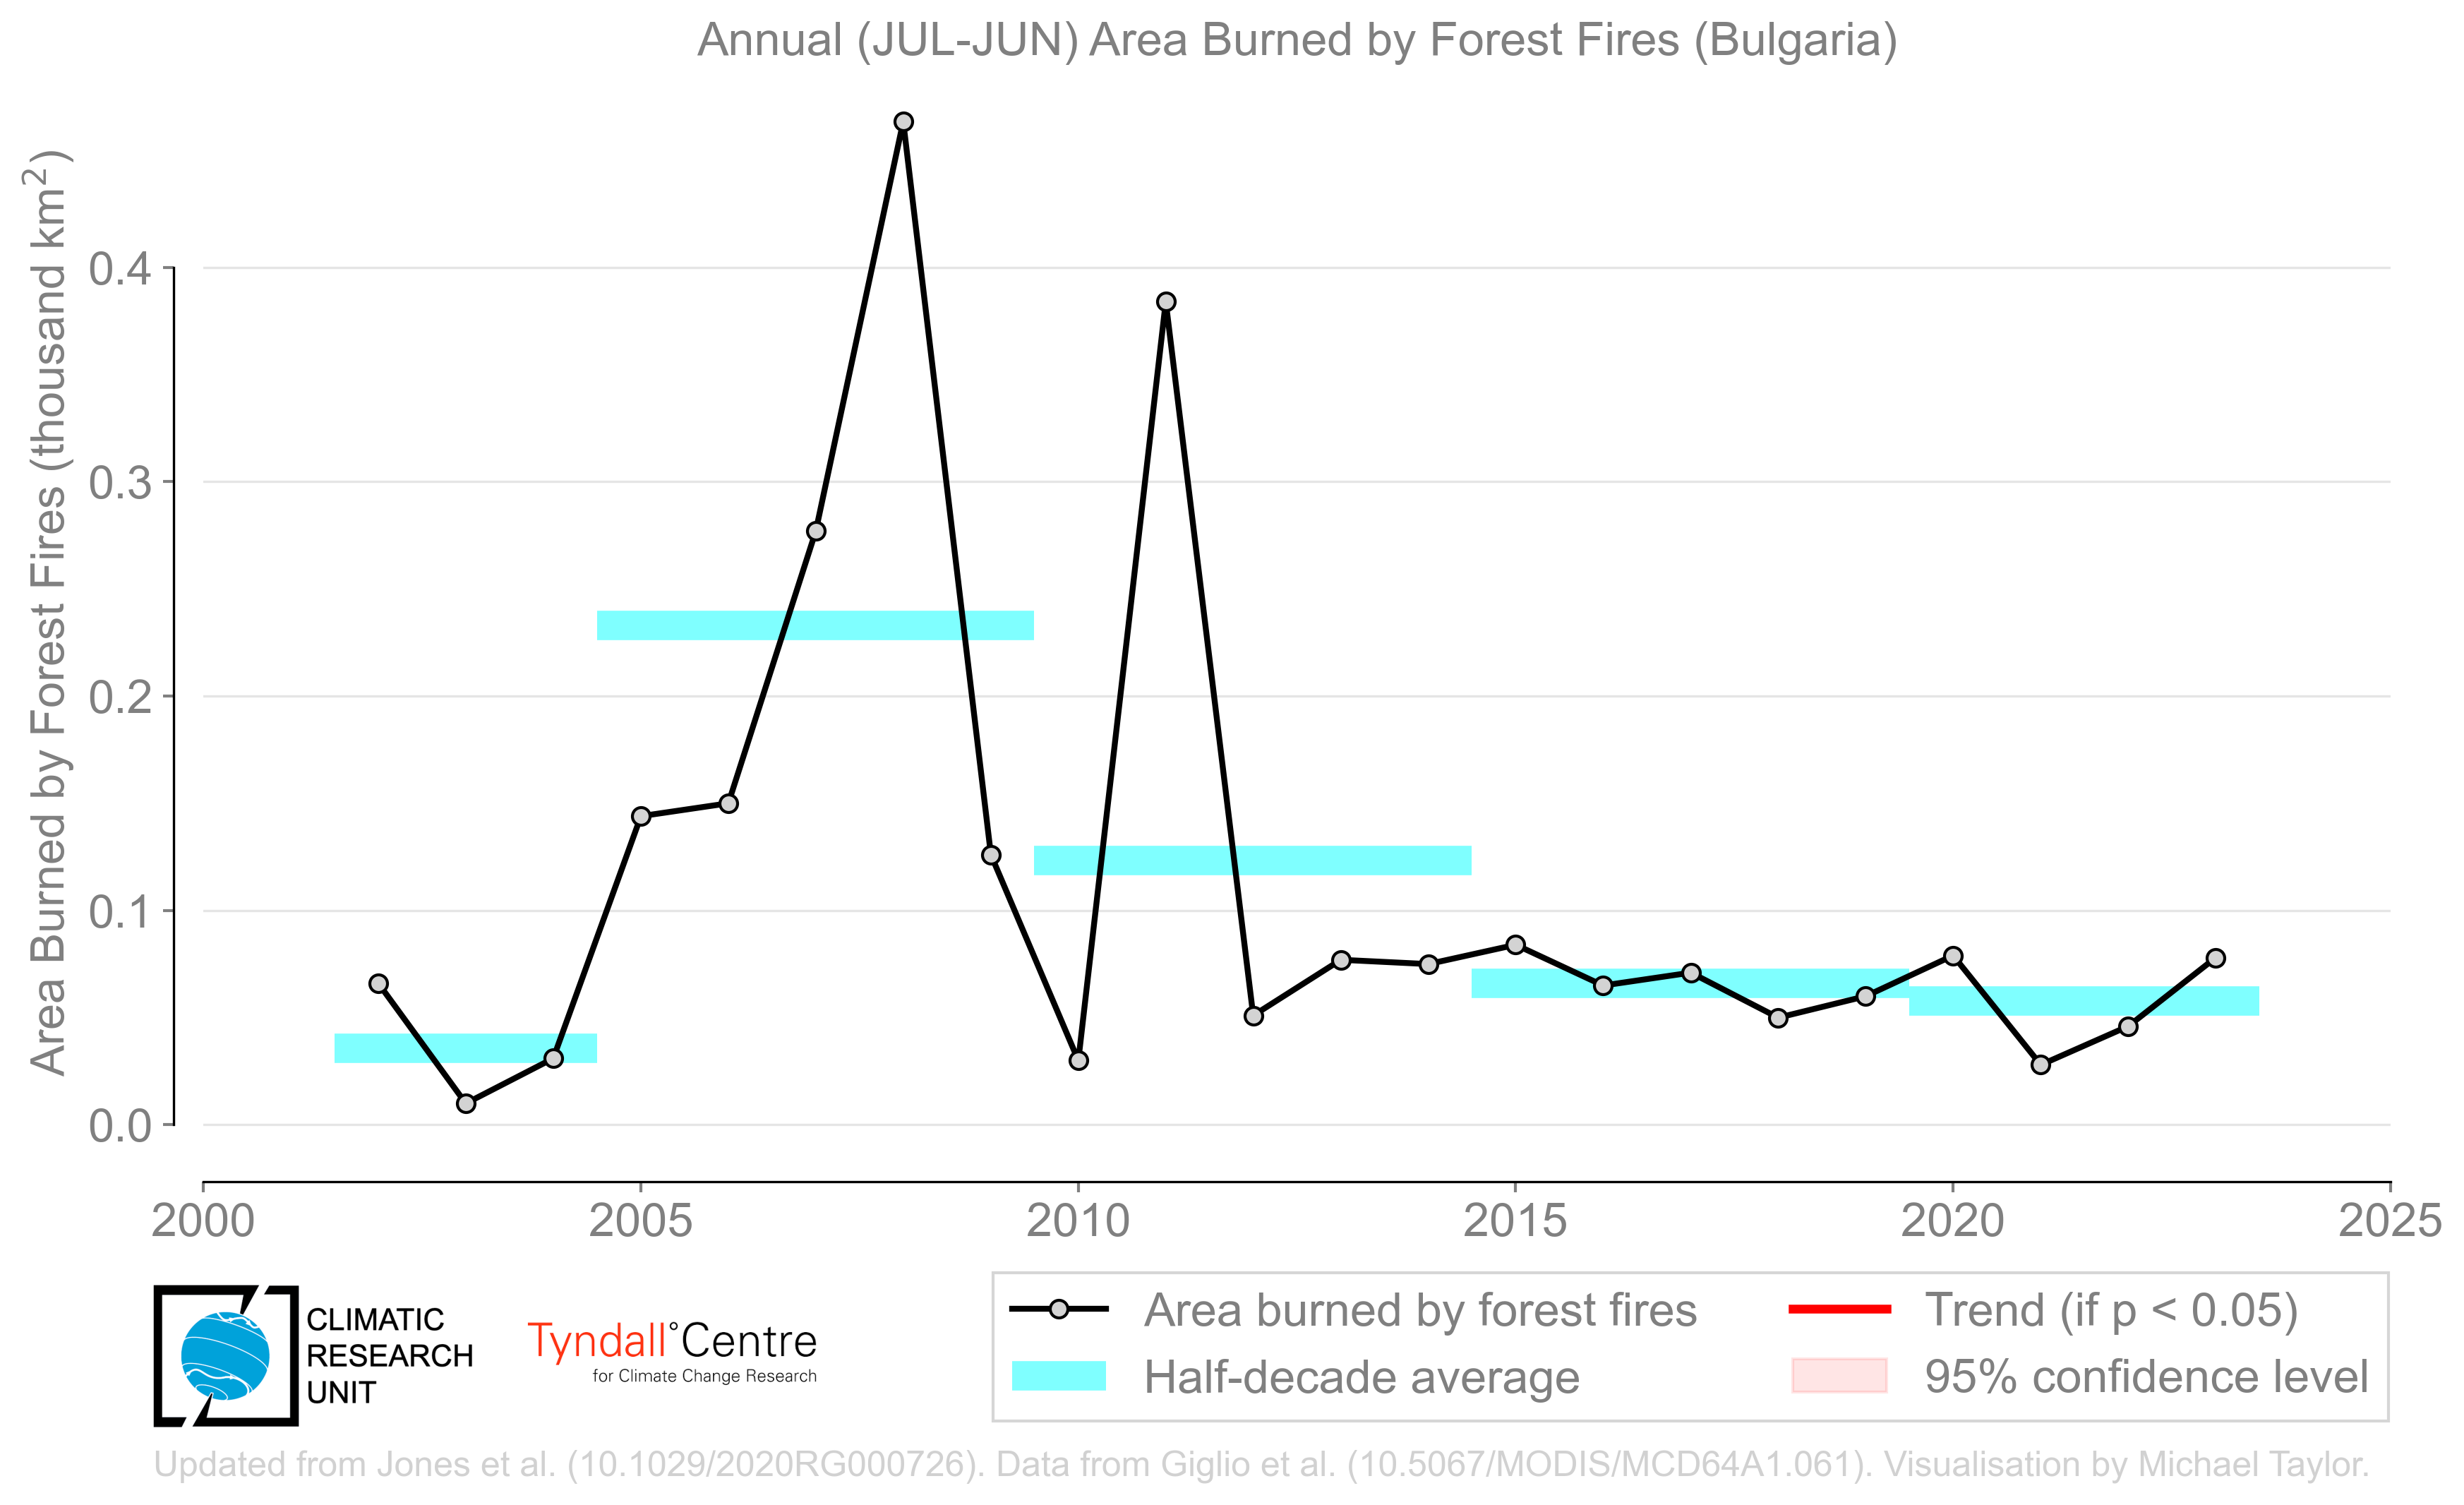 Annual (JUL-JUN) Area Burned by Forest Fires (Bulgaria)
Area Burned by Forest Fires (thousand km²)
0.4
0.3
0.2
0.1
0.0
2000 2005 2010 2015 2020 2025
CLIMATIC
RESEARCH
UNIT
Tyndall°Centre
for Climate Change Research
Area burned by forest fires
Half-decade average
Trend (if p < 0.05)
95% confidence level
Updated from Jones et al. (10.1029/2020RG000726). Data from Giglio et al. (10.5067/MODIS/MCD64A1.061). Visualisation by Michael Taylor.